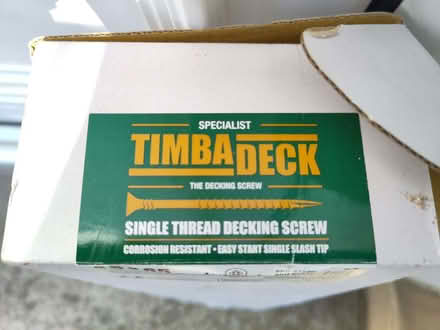 SPECIALIST
TIMBADECK
THE DECKING SCREW
SINGLE THREAD DECKING SCREW
CORROSION RESISTANT • EASY START SINGLE SLASH TIP